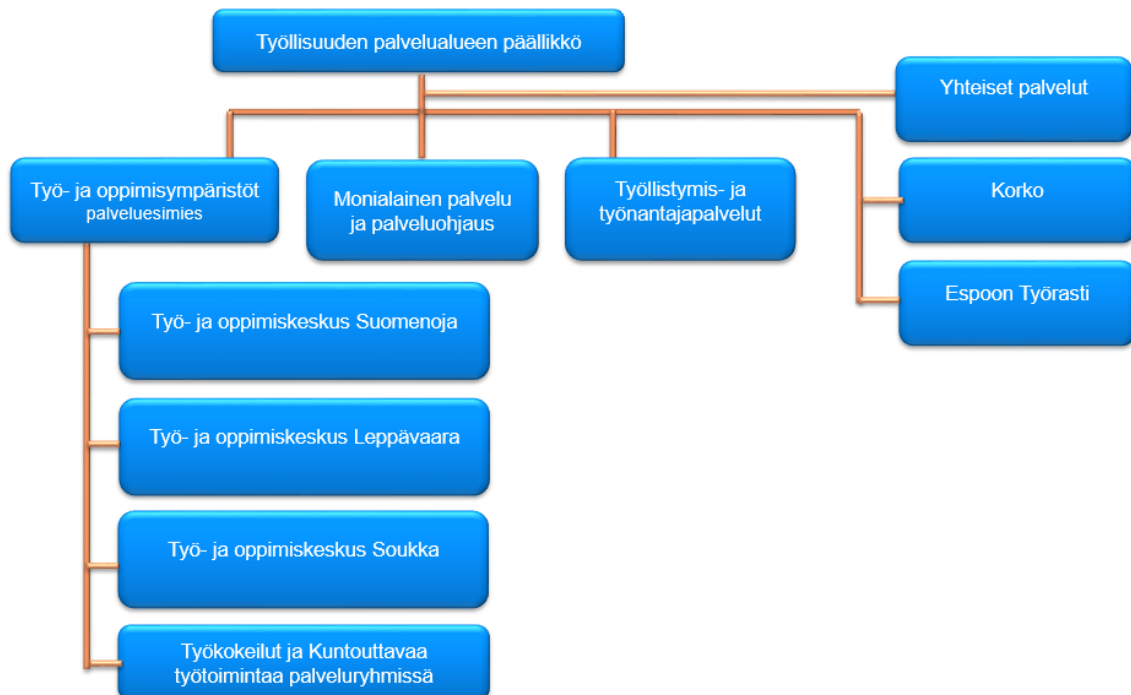 Työllisuuden palvelualueen päällikkö
Yhteiset palvelut
Työ- ja oppimisympäristöt
palveluesimies
Monialainen palvelu
ja palveluohjaus
Työllistymis- ja
työnantajapalvelut
Korko
Espoon Työrasti
Työ- ja oppimiskeskus Suomenoja
Työ- ja oppimiskeskus Leppävaara
Työ- ja oppimiskeskus Soukka
Työkokeilut ja Kuntouttavaa
työtoimintaa palveluryhmissä